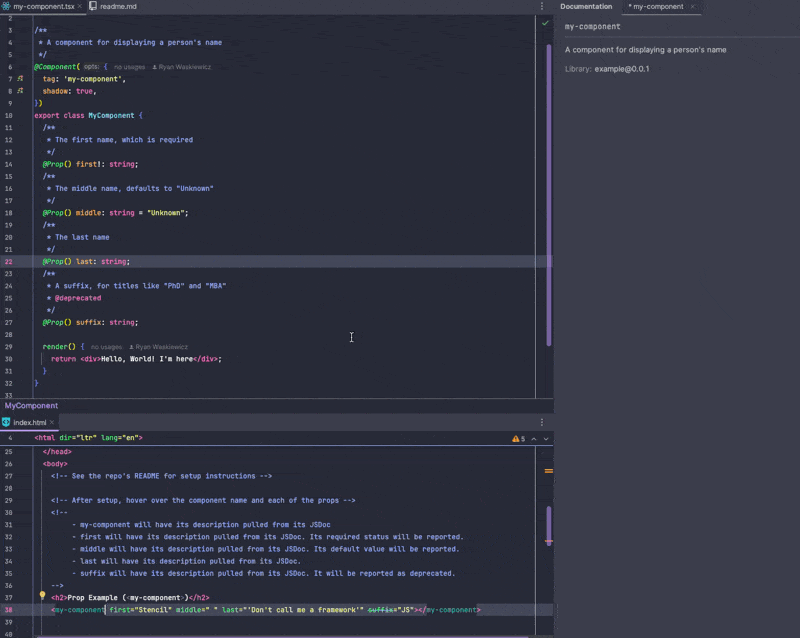 my-component.tsx ×
readme.md
2
3 /**
4 * A component for displaying a person's name
5 */
6 @Component( opts: { no usages Ryan Waskiewicz
7 tag: 'my-component',
8 shadow: true,
9 })
10 export class MyComponent {
11 /**
12 * The first name, which is required
13 */
14 @Prop() first!: string;
15 /**
16 * The middle name, defaults to "Unknown"
17 */
18 @Prop() middle: string = "Unknown";
19 /**
20 * The last name
21 */
22 @Prop() last: string;
23 /**
24 * A suffix, for titles like "PhD" and "MBA"
25 * @deprecated
26 */
27 @Prop() suffix: string;
28
29 render() { no usages Ryan Waskiewicz
30 return <div>Hello, World! I'm here</div>;
31 }
32 }
33
MyComponent
index.html ×
4 <html dir="ltr" lang="en">
5
25 </head>
26 <body>
27 <!-- See the repo's README for setup instructions -->
28
29 <!-- After setup, hover over the component name and each of the props -->
30 <!--
31 - my-component will have its description pulled from its JSDoc
32 - first will have its description pulled from its JSDoc. Its required status will be reported.
33 - middle will have its description pulled from its JSDoc. Its default value will be reported.
34 - last will have its description pulled from its JSDoc.
35 - suffix will have its description pulled from its JSDoc. It will be reported as deprecated.
36 -->
37 <h2>Prop Example (<my-component>)</h2>
38 <my-component first="Stencil" middle=" " last="'Don't call me a framework'" suffix="JS"></my-component>
39
40
Documentation
* my-component ×
my-component
A component for displaying a person's name
Library: example@0.0.1